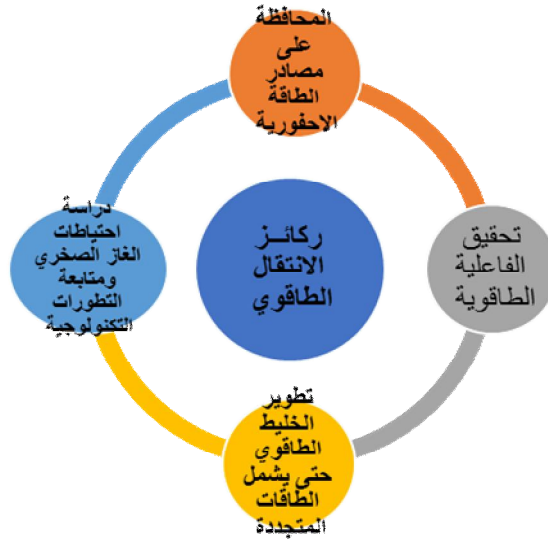 المحافظة
على
مصادر
الطاقة
الاحفورية
تحقيق
الفاعلية
الطاقوية
ركائـــز
الانتقال
الطاقوي
دراسة
احتياطات
الغاز الصخري
ومتابعة
التطورات
التكنولوجية
تطوير
الخليط
الطاقوي
حتى يشمل
الطاقات
المتجددة